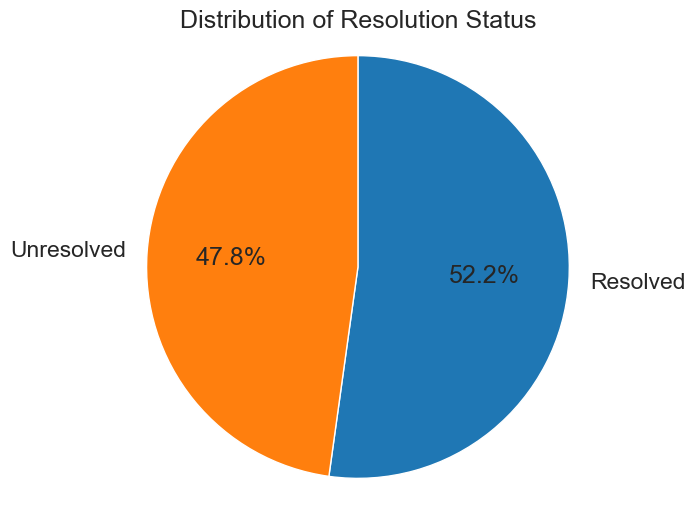 Distribution of Resolution Status
Unresolved
47.8%
52.2%
Resolved